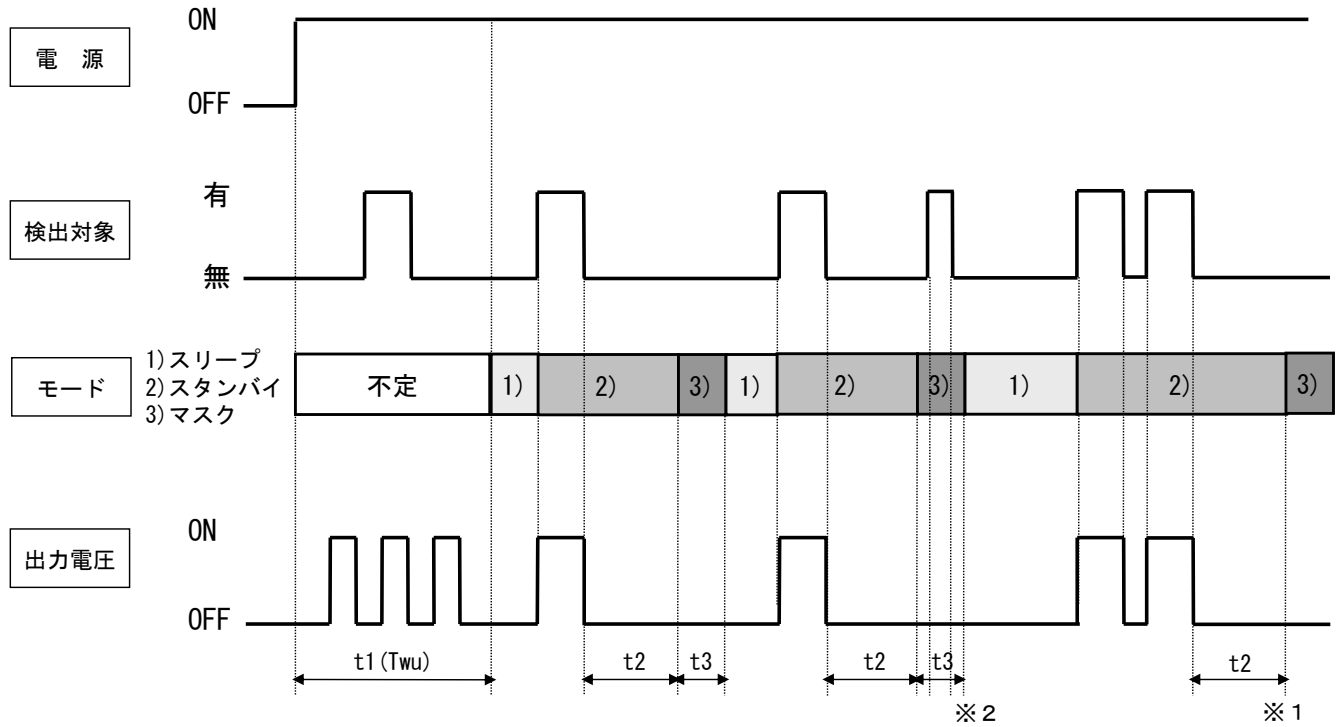 ON
電　源
OFF
有
検出対象
無
モード
1)スリープ
2)スタンバイ
3)マスク
不定 1) 2) 3) 1) 2) 3) 1) 2) 3)
ON
出力電圧
OFF
t1(Twu) t2 t3 t2 t3 t2
※2 ※1